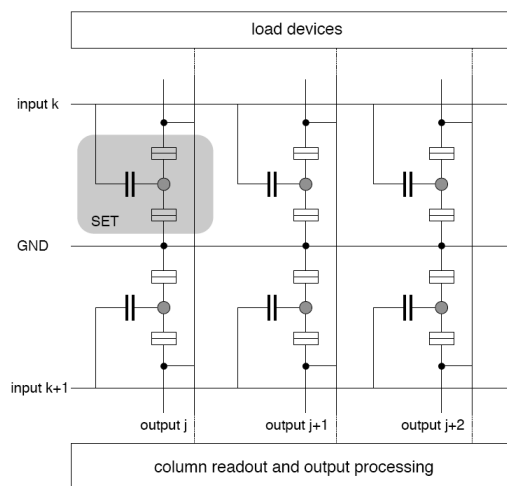 load devices
input k
SET
GND
input k+1
output j
output j+1
output j+2
column readout and output processing